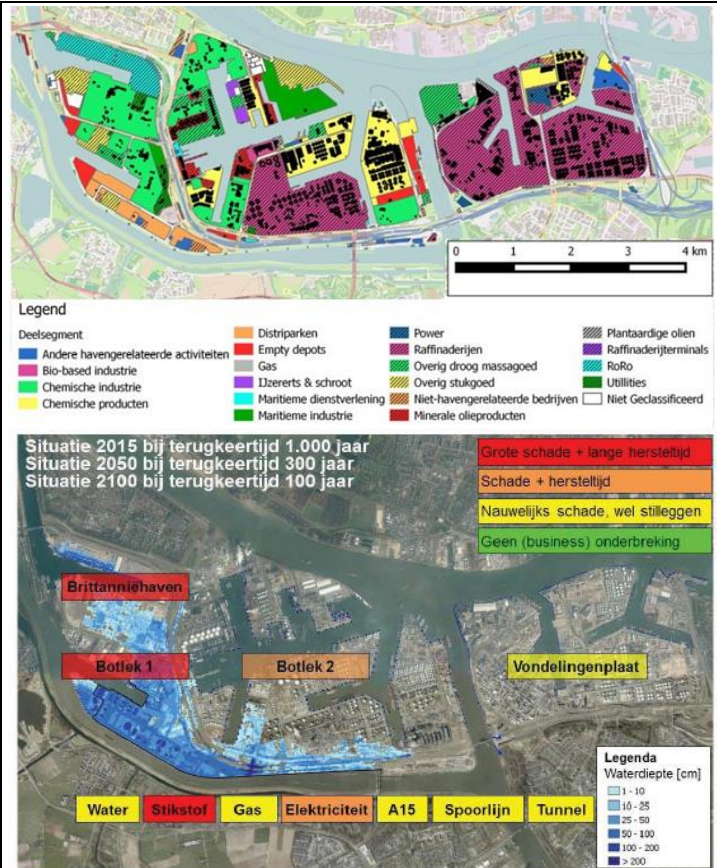 0 1 2 3 4 km
Legend
Deelsegment
Andere havengerelateerde activiteiten
Bio-based industrie
Chemische industrie
Chemische producten
Distriparken
Empty depots
Gas
IJzererts & schroot
Maritieme dienstverlening
Maritieme industrie
Power
Raffinaderijen
Overig droog massagoed
Overig stukgoed
Niet-havengerelateerde bedrijven
Minerale olieproducten
Plantaardige olien
Raffinaderijterminals
RoRo
Utilities
Niet Geclassificeerd
Situatie 2015 bij terugkeertijd 1.000 jaar
Situatie 2050 bij terugkeertijd 300 jaar
Situatie 2100 bij terugkeertijd 100 jaar
Grote schade + lange hersteltijd
Schade + hersteltijd
Nauwelijks schade, wel stilleggen
Geen (business) onderbreking
Brittanniëhaven
Botlek 1
Botlek 2
Vondelingenplaat
Water
Stikstof
Gas
Elektriciteit
A15
Spoorlijn
Tunnel
Legenda
Waterdiepte [cm]
1 - 10
10 - 25
25 - 50
50 - 100
100 - 200
> 200